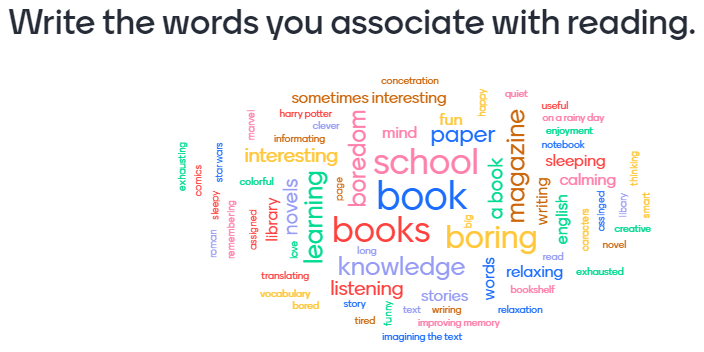 Write the words you associate with reading.
concetration
sometimes interesting
happy
quiet
useful
marvel
harry potter
clever
boredom
mind
fun
paper
magazine
on a rainy day
enjoyment
informating
notebook
exhausting
comics
star wars
interesting
school
a book
sleeping
thinking
colorful
page
book
calming
sleepy
novels
learning
writing
english
assinged
libary
smart
roman
remembering
assigned
library
love
books
big
boring
caracters
creative
novel
long
read
knowledge
words
relaxing
exhausted
translating
listening
bookshelf
vocabulary
bored
story
stories
funny
text
wriring
relaxation
tired
improving memory
imagining the text